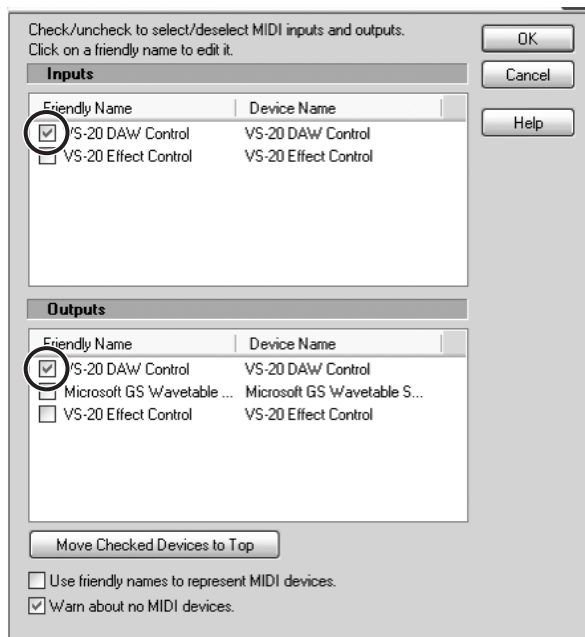 Check/uncheck to select/deselect MIDI inputs and outputs.
Click on a friendly name to edit it.
OK
Cancel
Help
Inputs
Friendly Name Device Name
VS-20 DAW Control VS-20 DAW Control
VS-20 Effect Control VS-20 Effect Control
Outputs
Friendly Name Device Name
VS-20 DAW Control VS-20 DAW Control
Microsoft GS Wavetable ... Microsoft GS Wavetable S...
VS-20 Effect Control VS-20 Effect Control
Move Checked Devices to Top
Use friendly names to represent MIDI devices.
Warn about no MIDI devices.